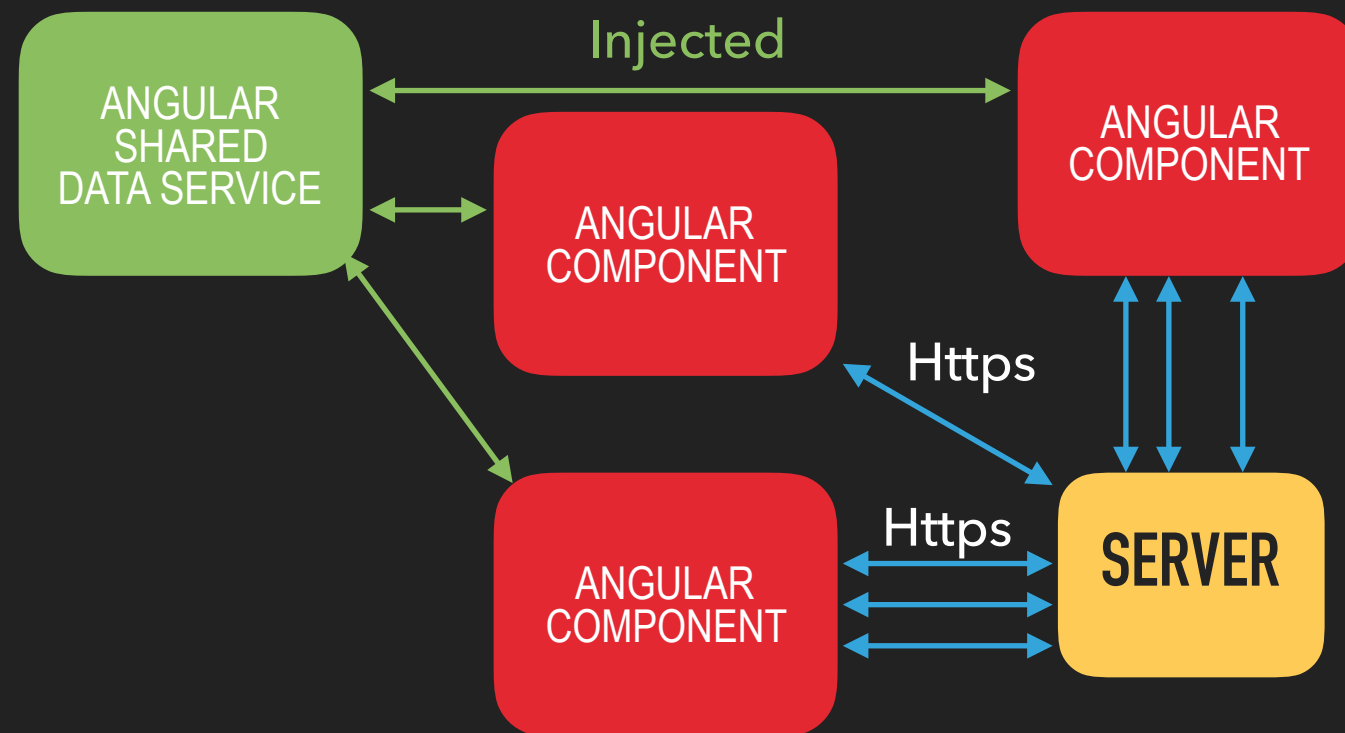 Injected
ANGULAR
SHARED
DATA SERVICE
ANGULAR
COMPONENT
ANGULAR
COMPONENT
Https
Https
SERVER
ANGULAR
COMPONENT